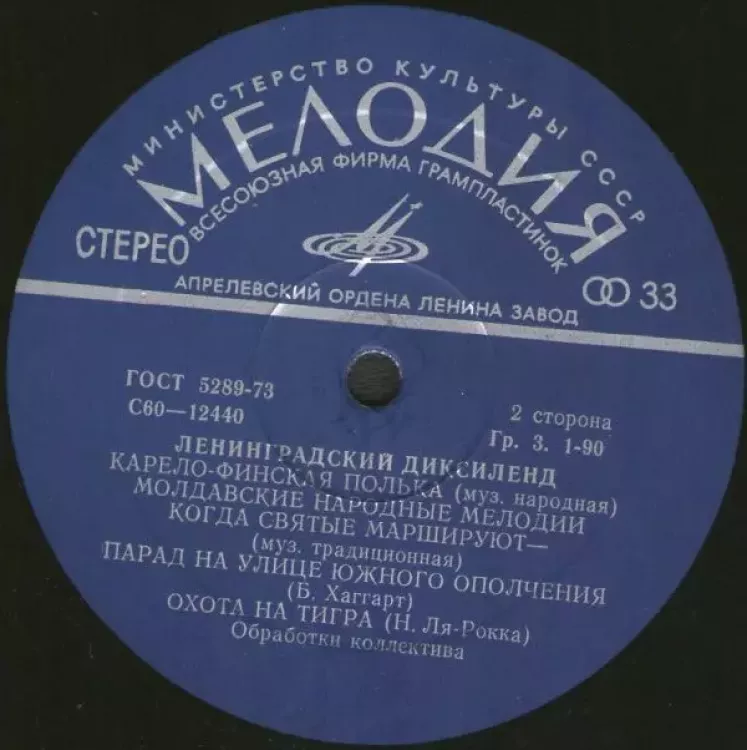 МИНИСТЕРСТВО КУЛЬТУРЫ СССР
МЕЛОДИЯ
ВСЕСОЮЗНАЯ ФИРМА ГРАМПЛАСТИНОК
СТЕРЕО
33
АПРЕЛЕВСКИЙ ОРДЕНА ЛЕНИНА ЗАВОД
ГОСТ 5289-73
С60—12440
2 сторона
Гр. 3. 1-90
ЛЕНИНГРАДСКИЙ ДИКСИЛЕНД
КАРЕЛО-ФИНСКАЯ ПОЛЬКА (муз. народная)
МОЛДАВСКИЕ НАРОДНЫЕ МЕЛОДИИ
КОГДА СВЯТЫЕ МАРШИРУЮТ—
(муз. традиционная)
ПАРАД НА УЛИЦЕ ЮЖНОГО ОПОЛЧЕНИЯ
(Б. Хаггарт)
ОХОТА НА ТИГРА (Н. Ля-Рокка)
Обработки коллектива